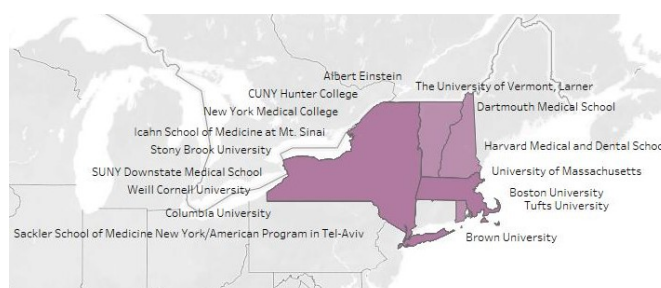 Albert Einstein
CUNY Hunter College
The University of Vermont, Larner
New York Medical College
Dartmouth Medical School
Icahn School of Medicine at Mt. Sinai
Stony Brook University
Harvard Medical and Dental Schoo
SUNY Downstate Medical School
University of Massachusetts
Weill Cornell University
Boston University
Tufts University
Columbia University
Sackler School of Medicine New York/American Program in Tel-Aviv
Brown University